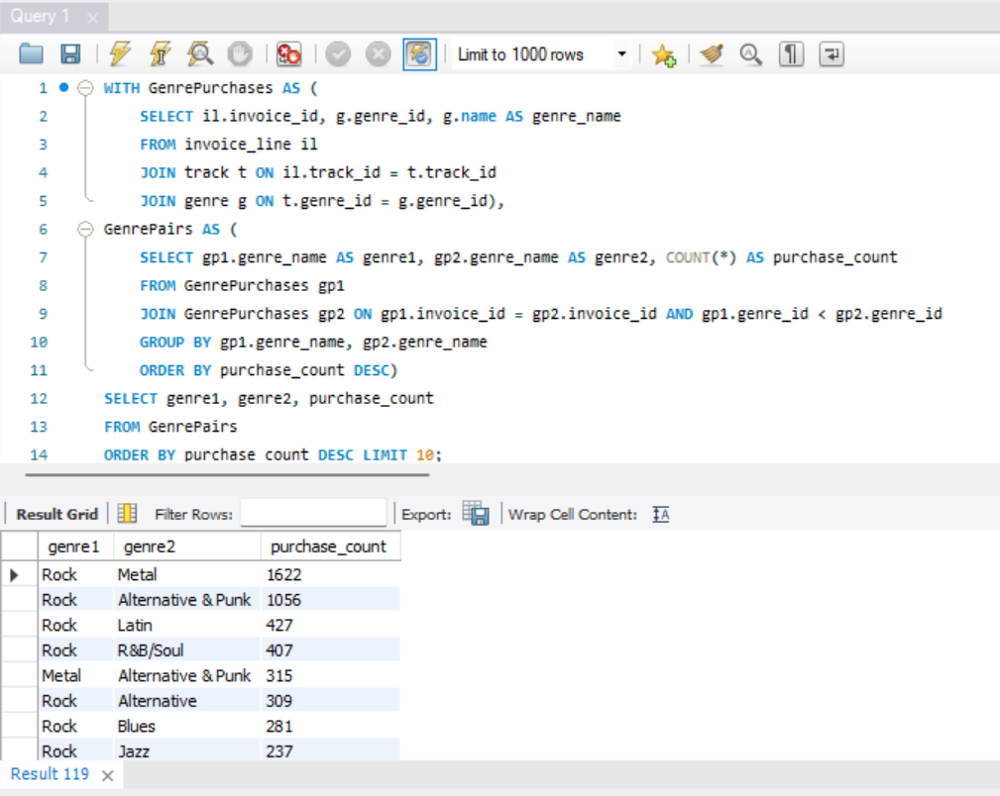 Query 1
Limit to 1000 rows
1 WITH GenrePurchases AS (
2 SELECT il.invoice_id, g.genre_id, g.name AS genre_name
3 FROM invoice_line il
4 JOIN track t ON il.track_id = t.track_id
5 JOIN genre g ON t.genre_id = g.genre_id),
6 GenrePairs AS (
7 SELECT gp1.genre_name AS genre1, gp2.genre_name AS genre2, COUNT(*) AS purchase_count
8 FROM GenrePurchases gp1
9 JOIN GenrePurchases gp2 ON gp1.invoice_id = gp2.invoice_id AND gp1.genre_id < gp2.genre_id
10 GROUP BY gp1.genre_name, gp2.genre_name
11 ORDER BY purchase_count DESC)
12 SELECT genre1, genre2, purchase_count
13 FROM GenrePairs
14 ORDER BY purchase_count DESC LIMIT 10;
Result Grid Filter Rows: Export: Wrap Cell Content:
genre1 genre2 purchase_count
Rock Metal 1622
Rock Alternative & Punk 1056
Rock Latin 427
Rock R&B/Soul 407
Metal Alternative & Punk 315
Rock Alternative 309
Rock Blues 281
Rock Jazz 237
Result 119